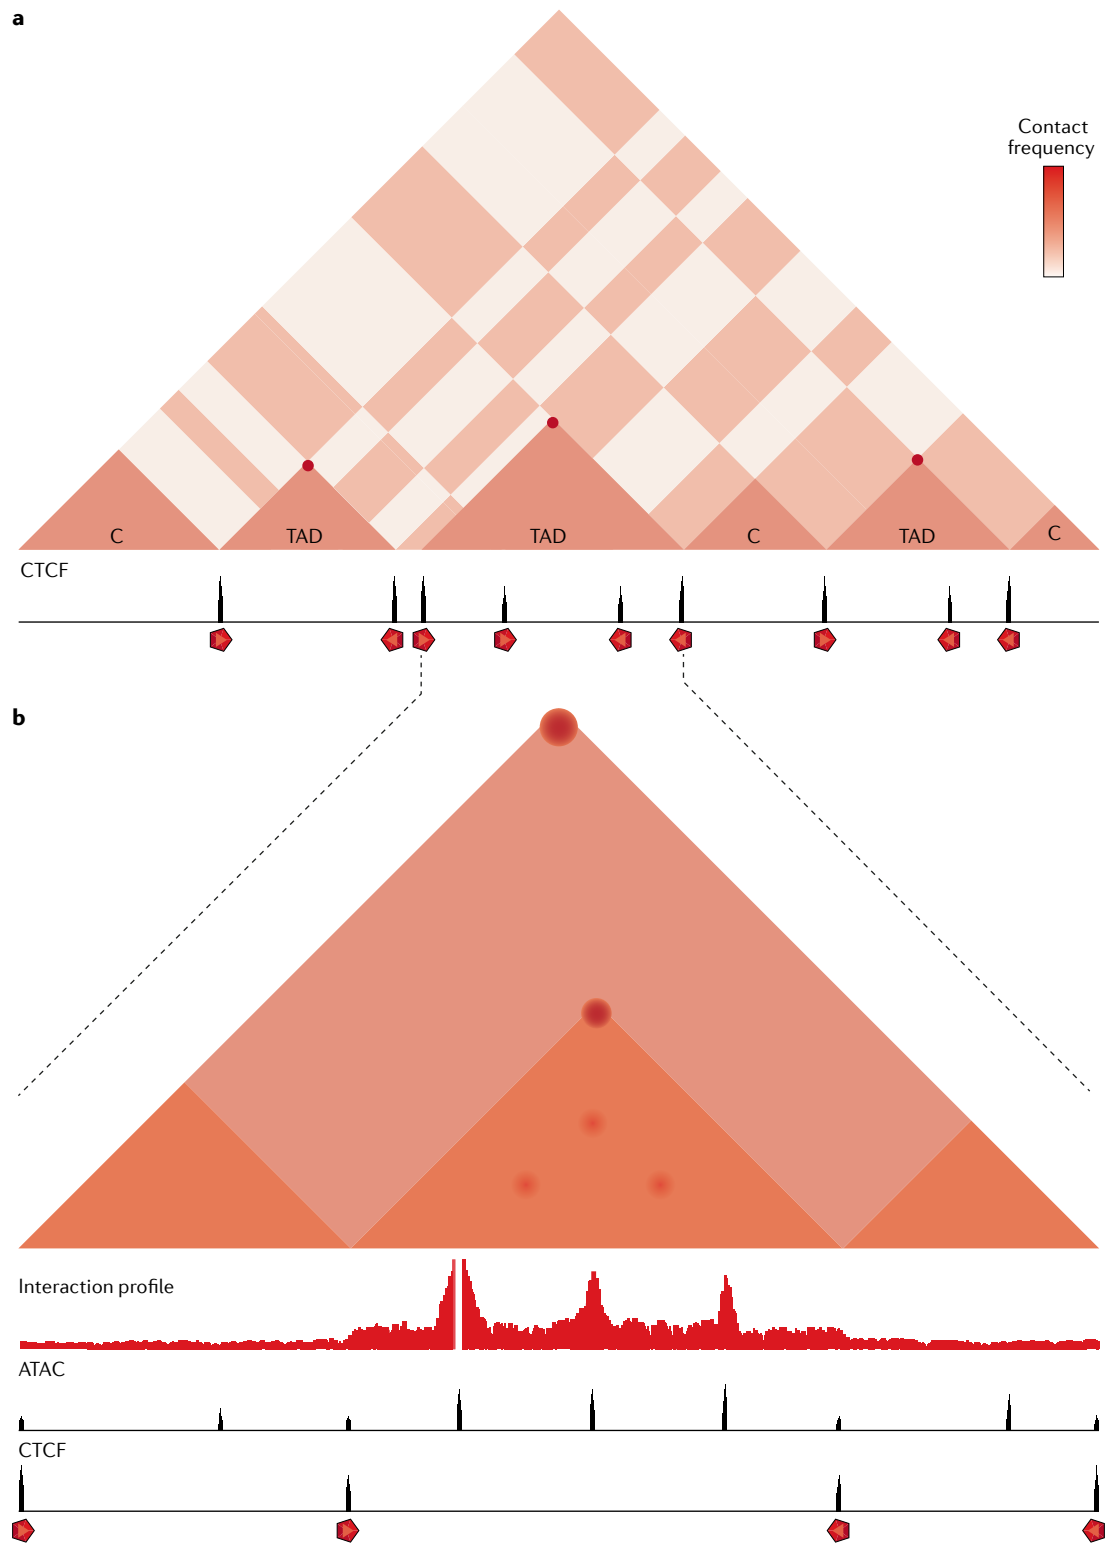 a
Contact
frequency
C
TAD
TAD
C
TAD
C
CTCF
b
Interaction profile
ATAC
CTCF